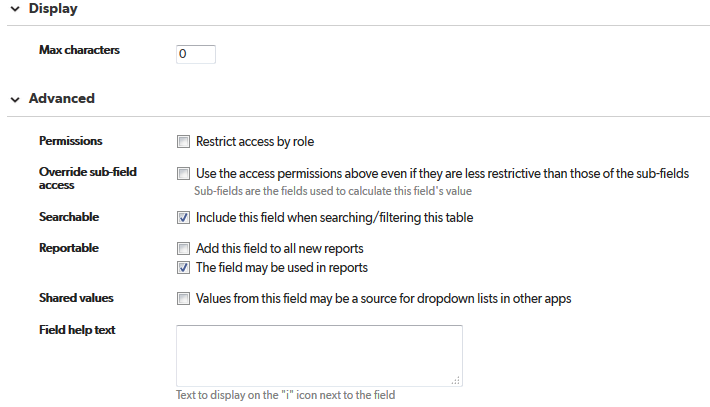 Display
Max characters 0
Advanced
Permissions Restrict access by role
Override sub-field access Use the access permissions above even if they are less restrictive than those of the sub-fields
Sub-fields are the fields used to calculate this field's value
Searchable Include this field when searching/filtering this table
Reportable Add this field to all new reports
The field may be used in reports
Shared values Values from this field may be a source for dropdown lists in other apps
Field help text
Text to display on the "i" icon next to the field